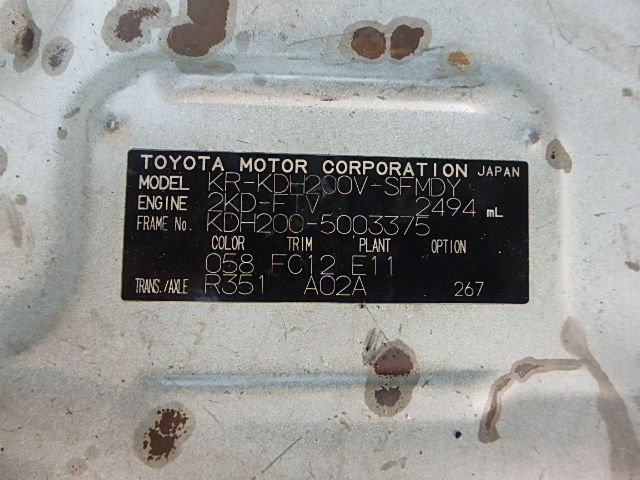 TOYOTA MOTOR CORPORATION JAPAN
MODEL KR-KDH200V-SFMDY
ENGINE 2KD-FTV 2494 mL
FRAME No. KDH200-5003375
COLOR TRIM PLANT OPTION
058 FC12 E11
TRANS./AXLE R351 A02A 267